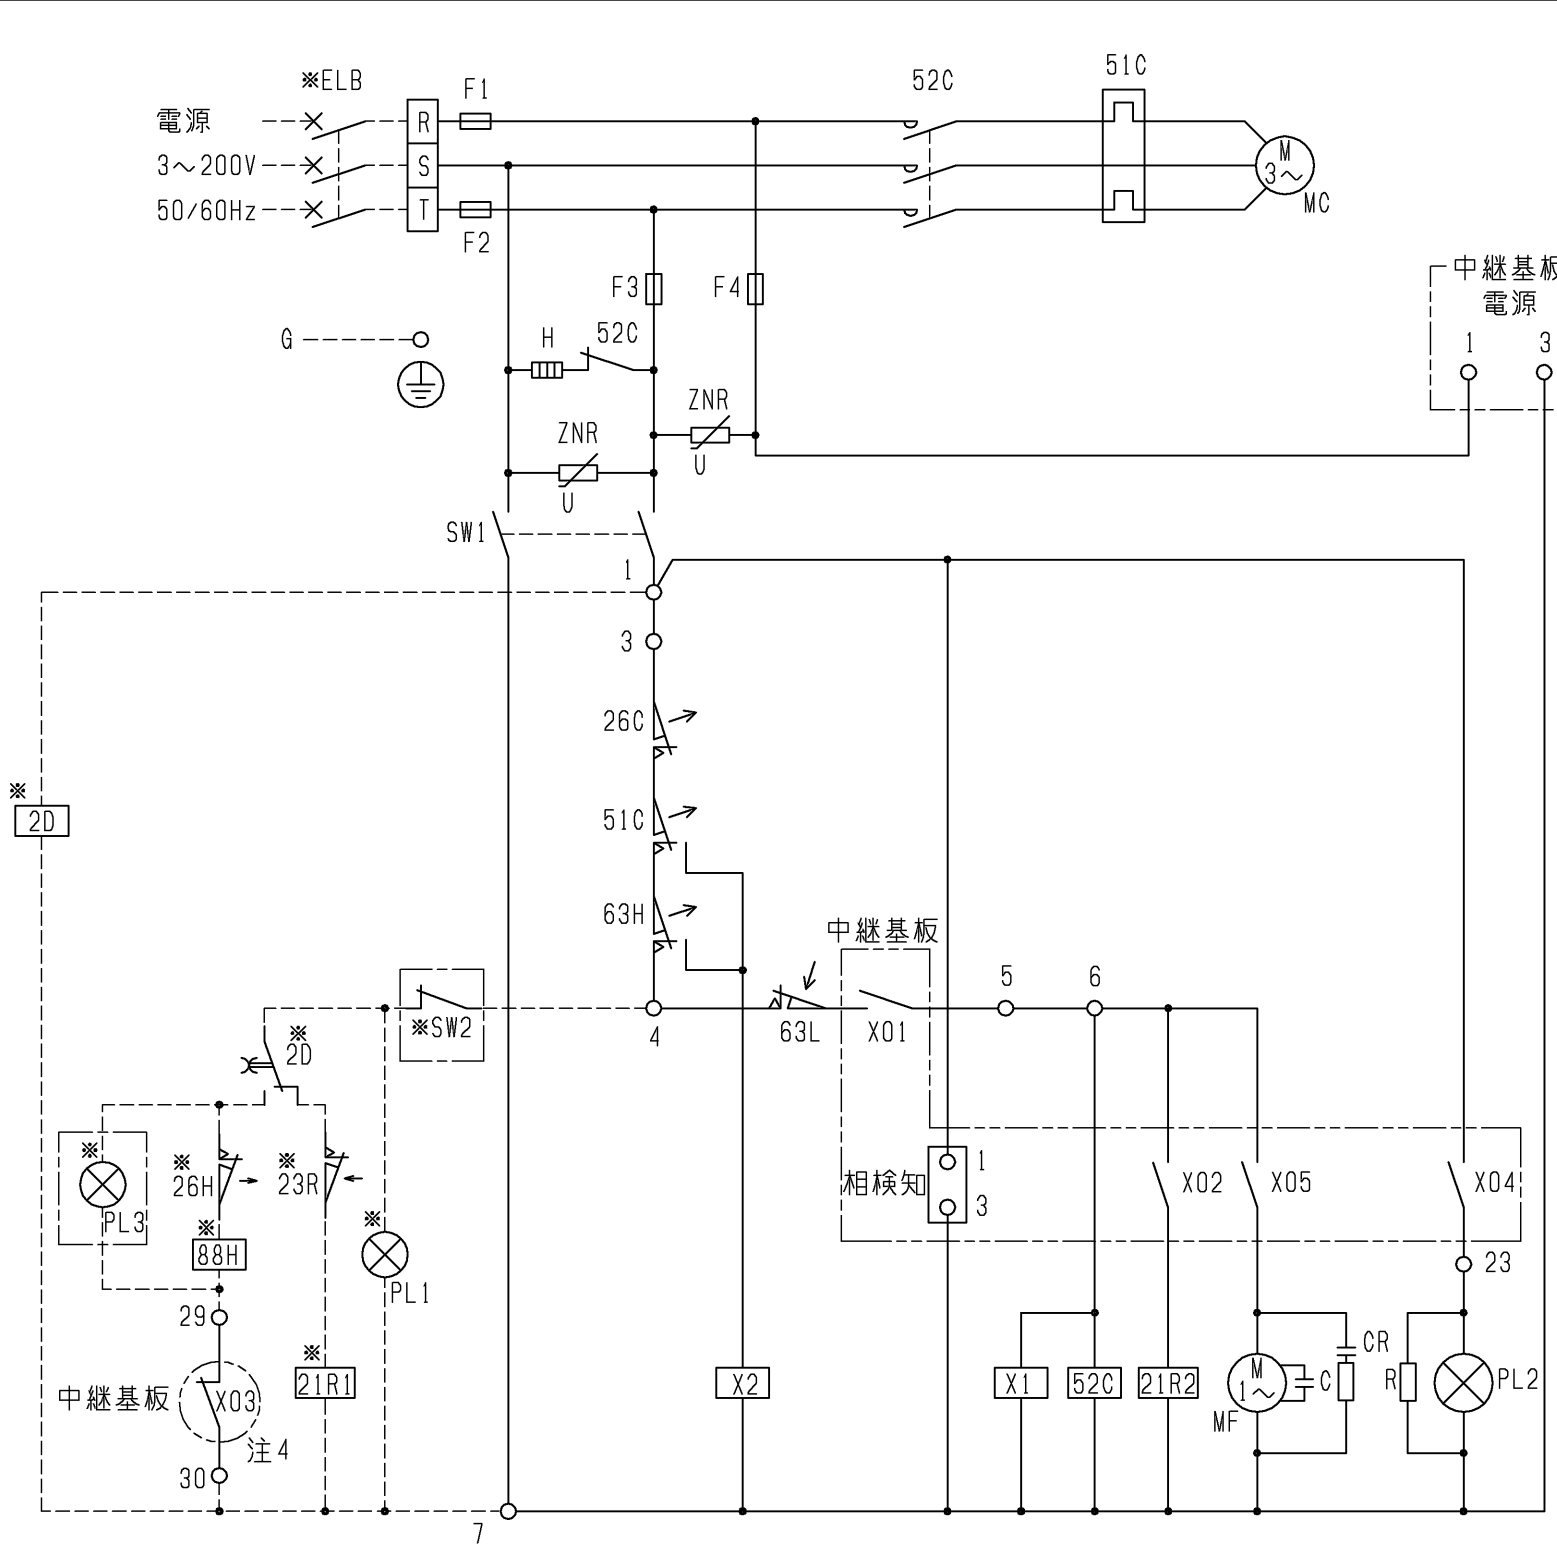 ※ELB
F1
52C
51C
電源
R
3～200V
S
M
3～
MC
50/60Hz
T
F2
中継基板
電源
F3
F4
G
H
52C
1
3
ZNR
ZNR
U
U
SW1
1
3
26C
※
2D
51C
63H
中継基板
※SW2
4
63L
X01
5
6
※
2D
※
※
26H
※
23R
PL3
※
88H
※
PL1
相検知
1
3
X02
X05
X04
23
29
※
21R1
中継基板
X03
注4
30
X2
X1
52C
21R2
M
1～
MF
C
CR
R
PL2
7